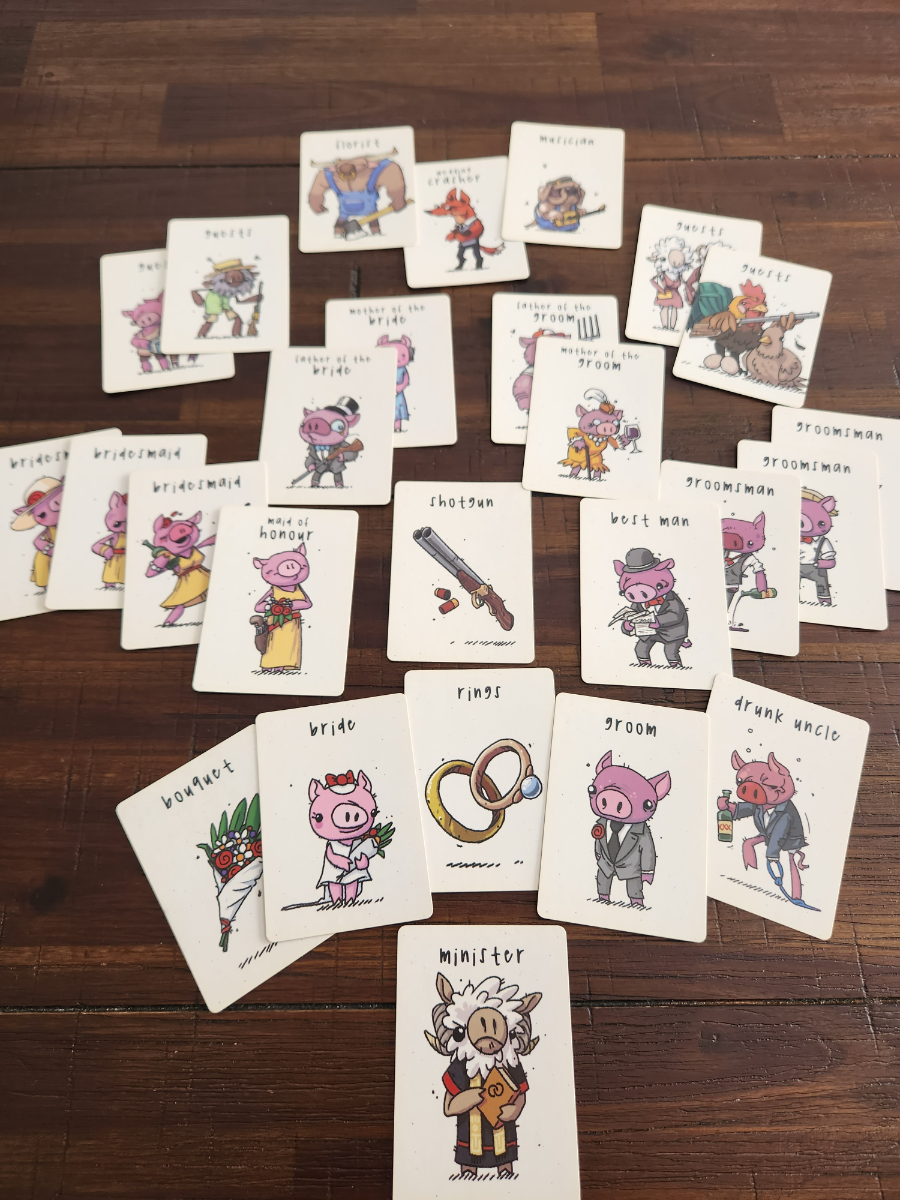 florist
musician
crasher
guests
guests
guests
mother of the
bride
father of the
groom
father of the
bride
mother of the
groom
groomsman
bridesmaid
groomsman
bridesmaid
groomsman
shotgun
maid of
honour
best man
rings
drunk uncle
bride
groom
bouquet
minister